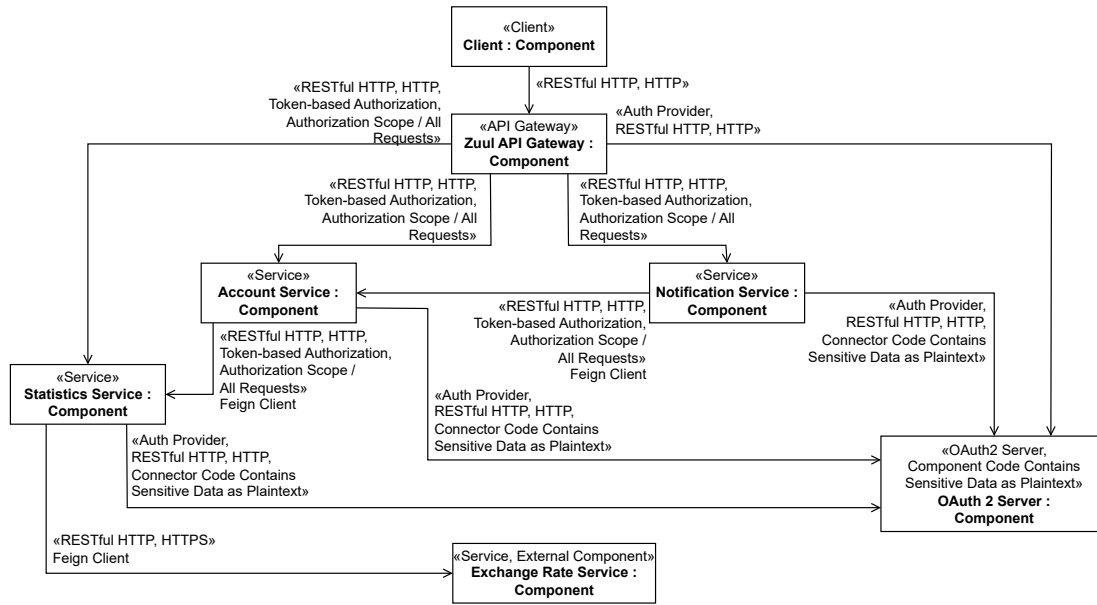 «Client»
Client : Component
«RESTful HTTP, HTTP,
Token-based Authorization,
Authorization Scope / All
Requests»
«RESTful HTTP, HTTP»
«Auth Provider,
RESTful HTTP, HTTP»
«API Gateway»
Zuul API Gateway :
Component
«RESTful HTTP, HTTP,
Token-based Authorization,
Authorization Scope / All
Requests»
«RESTful HTTP, HTTP,
Token-based Authorization,
Authorization Scope / All
Requests»
«Service»
Account Service :
Component
«Service»
Notification Service :
Component
«RESTful HTTP, HTTP,
Token-based Authorization,
Authorization Scope /
All Requests»
Feign Client
«Auth Provider,
RESTful HTTP, HTTP,
Connector Code Contains
Sensitive Data as Plaintext»
«RESTful HTTP, HTTP,
Token-based Authorization,
Authorization Scope /
All Requests»
Feign Client
«Service»
Statistics Service :
Component
«Auth Provider,
RESTful HTTP, HTTP,
Connector Code Contains
Sensitive Data as Plaintext»
«Auth Provider,
RESTful HTTP, HTTP,
Connector Code Contains
Sensitive Data as Plaintext»
«OAuth2 Server,
Component Code Contains
Sensitive Data as Plaintext»
OAuth 2 Server :
Component
«RESTful HTTP, HTTPS»
Feign Client
«Service, External Component»
Exchange Rate Service :
Component